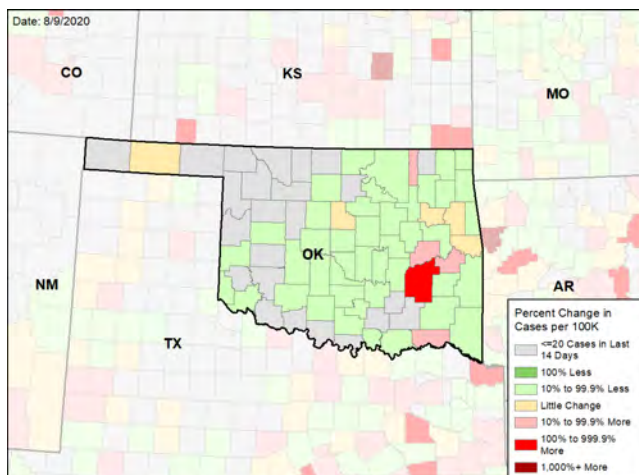 Date: 8/9/2020
CO
KS
MO
NM
OK
AR
TX
Percent Change in
Cases per 100K
<=20 Cases in Last
14 Days
100% Less
10% to 99.9% Less
Little Change
10% to 99.9% More
100% to 999.9%
More
1,000%+ More